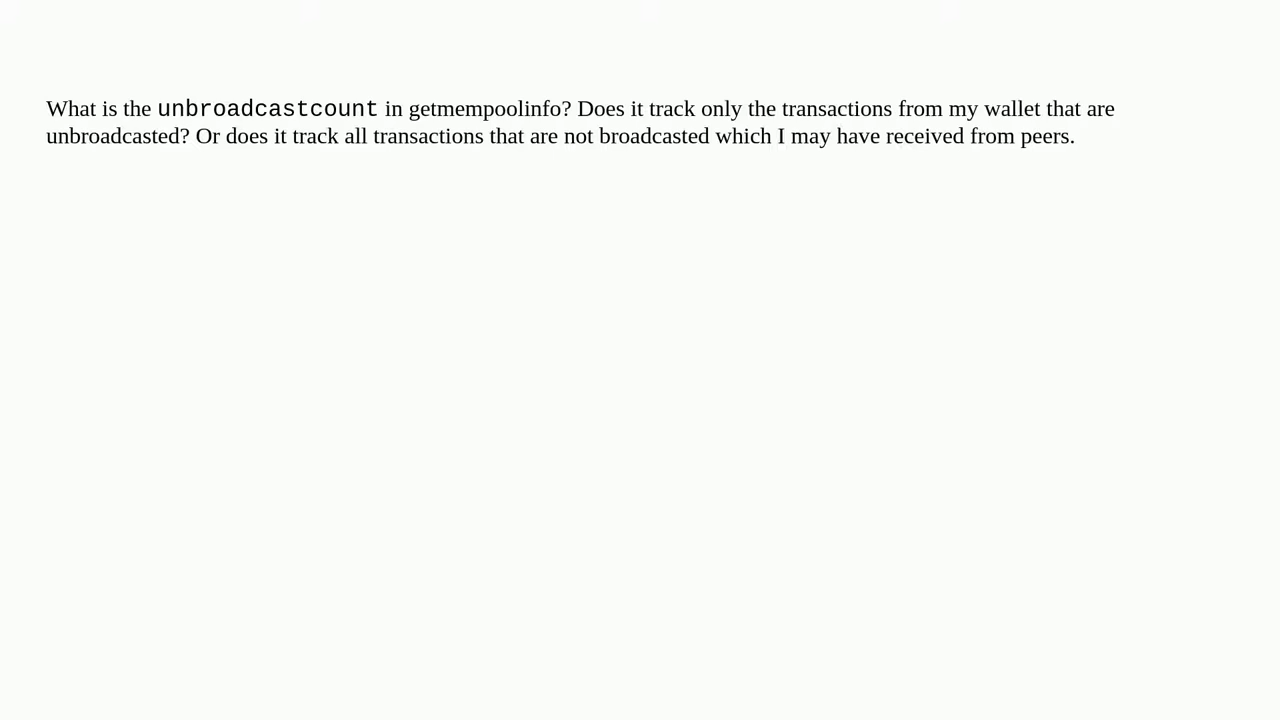 What is the unbroadcastcount in getmempoolinfo? Does it track only the transactions from my wallet that are
unbroadcasted? Or does it track all transactions that are not broadcasted which I may have received from peers.